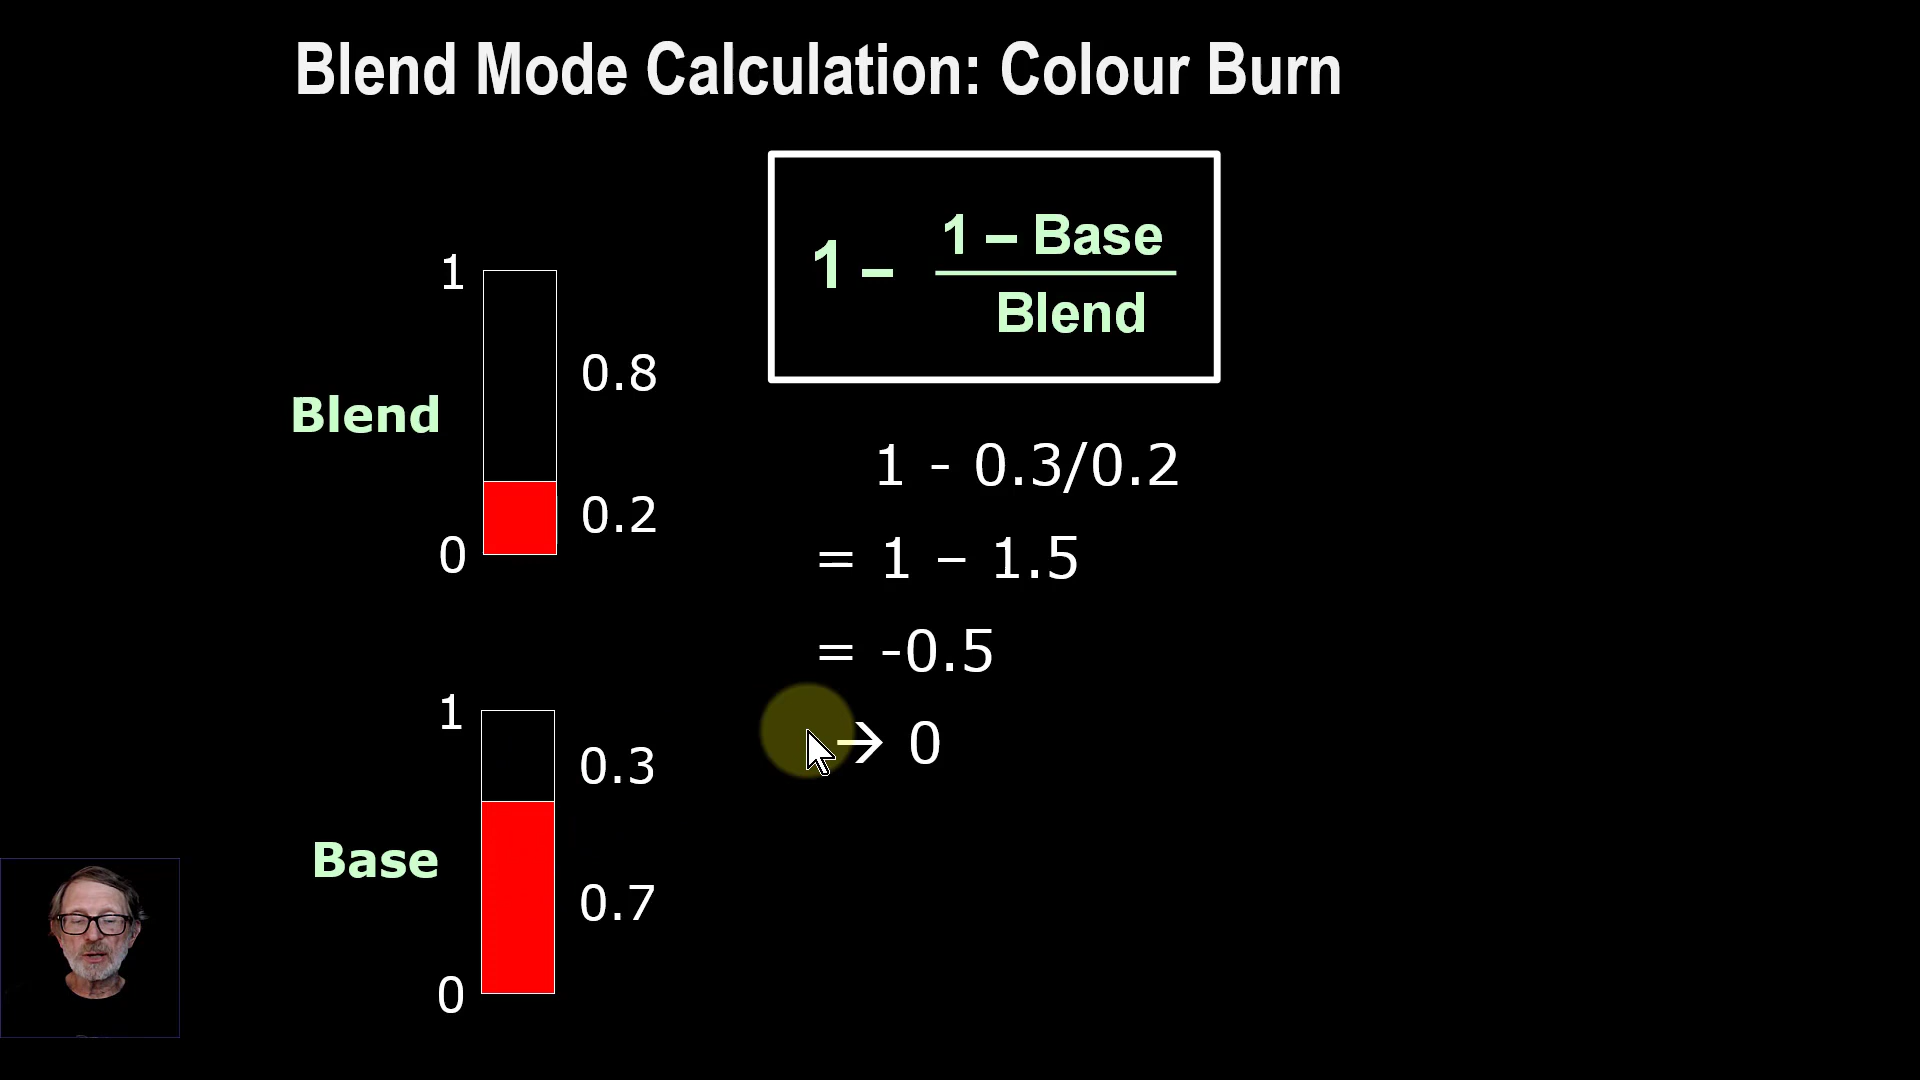 Blend Mode Calculation: Colour Burn
1 –
1 – Base
Blend
1
0.8
Blend
0.2
0
1 - 0.3/0.2
= 1 – 1.5
= -0.5
→ 0
1
0.3
Base
0.7
0